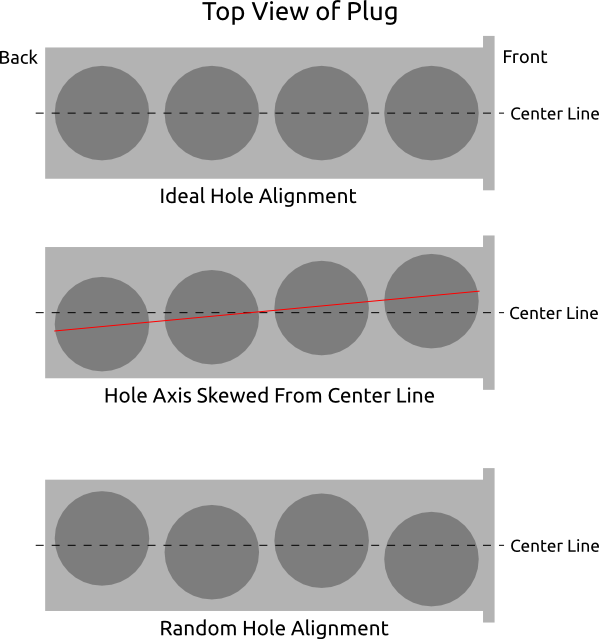 Top View of Plug
Back
Front
Center Line
Ideal Hole Alignment
Center Line
Hole Axis Skewed From Center Line
Center Line
Random Hole Alignment